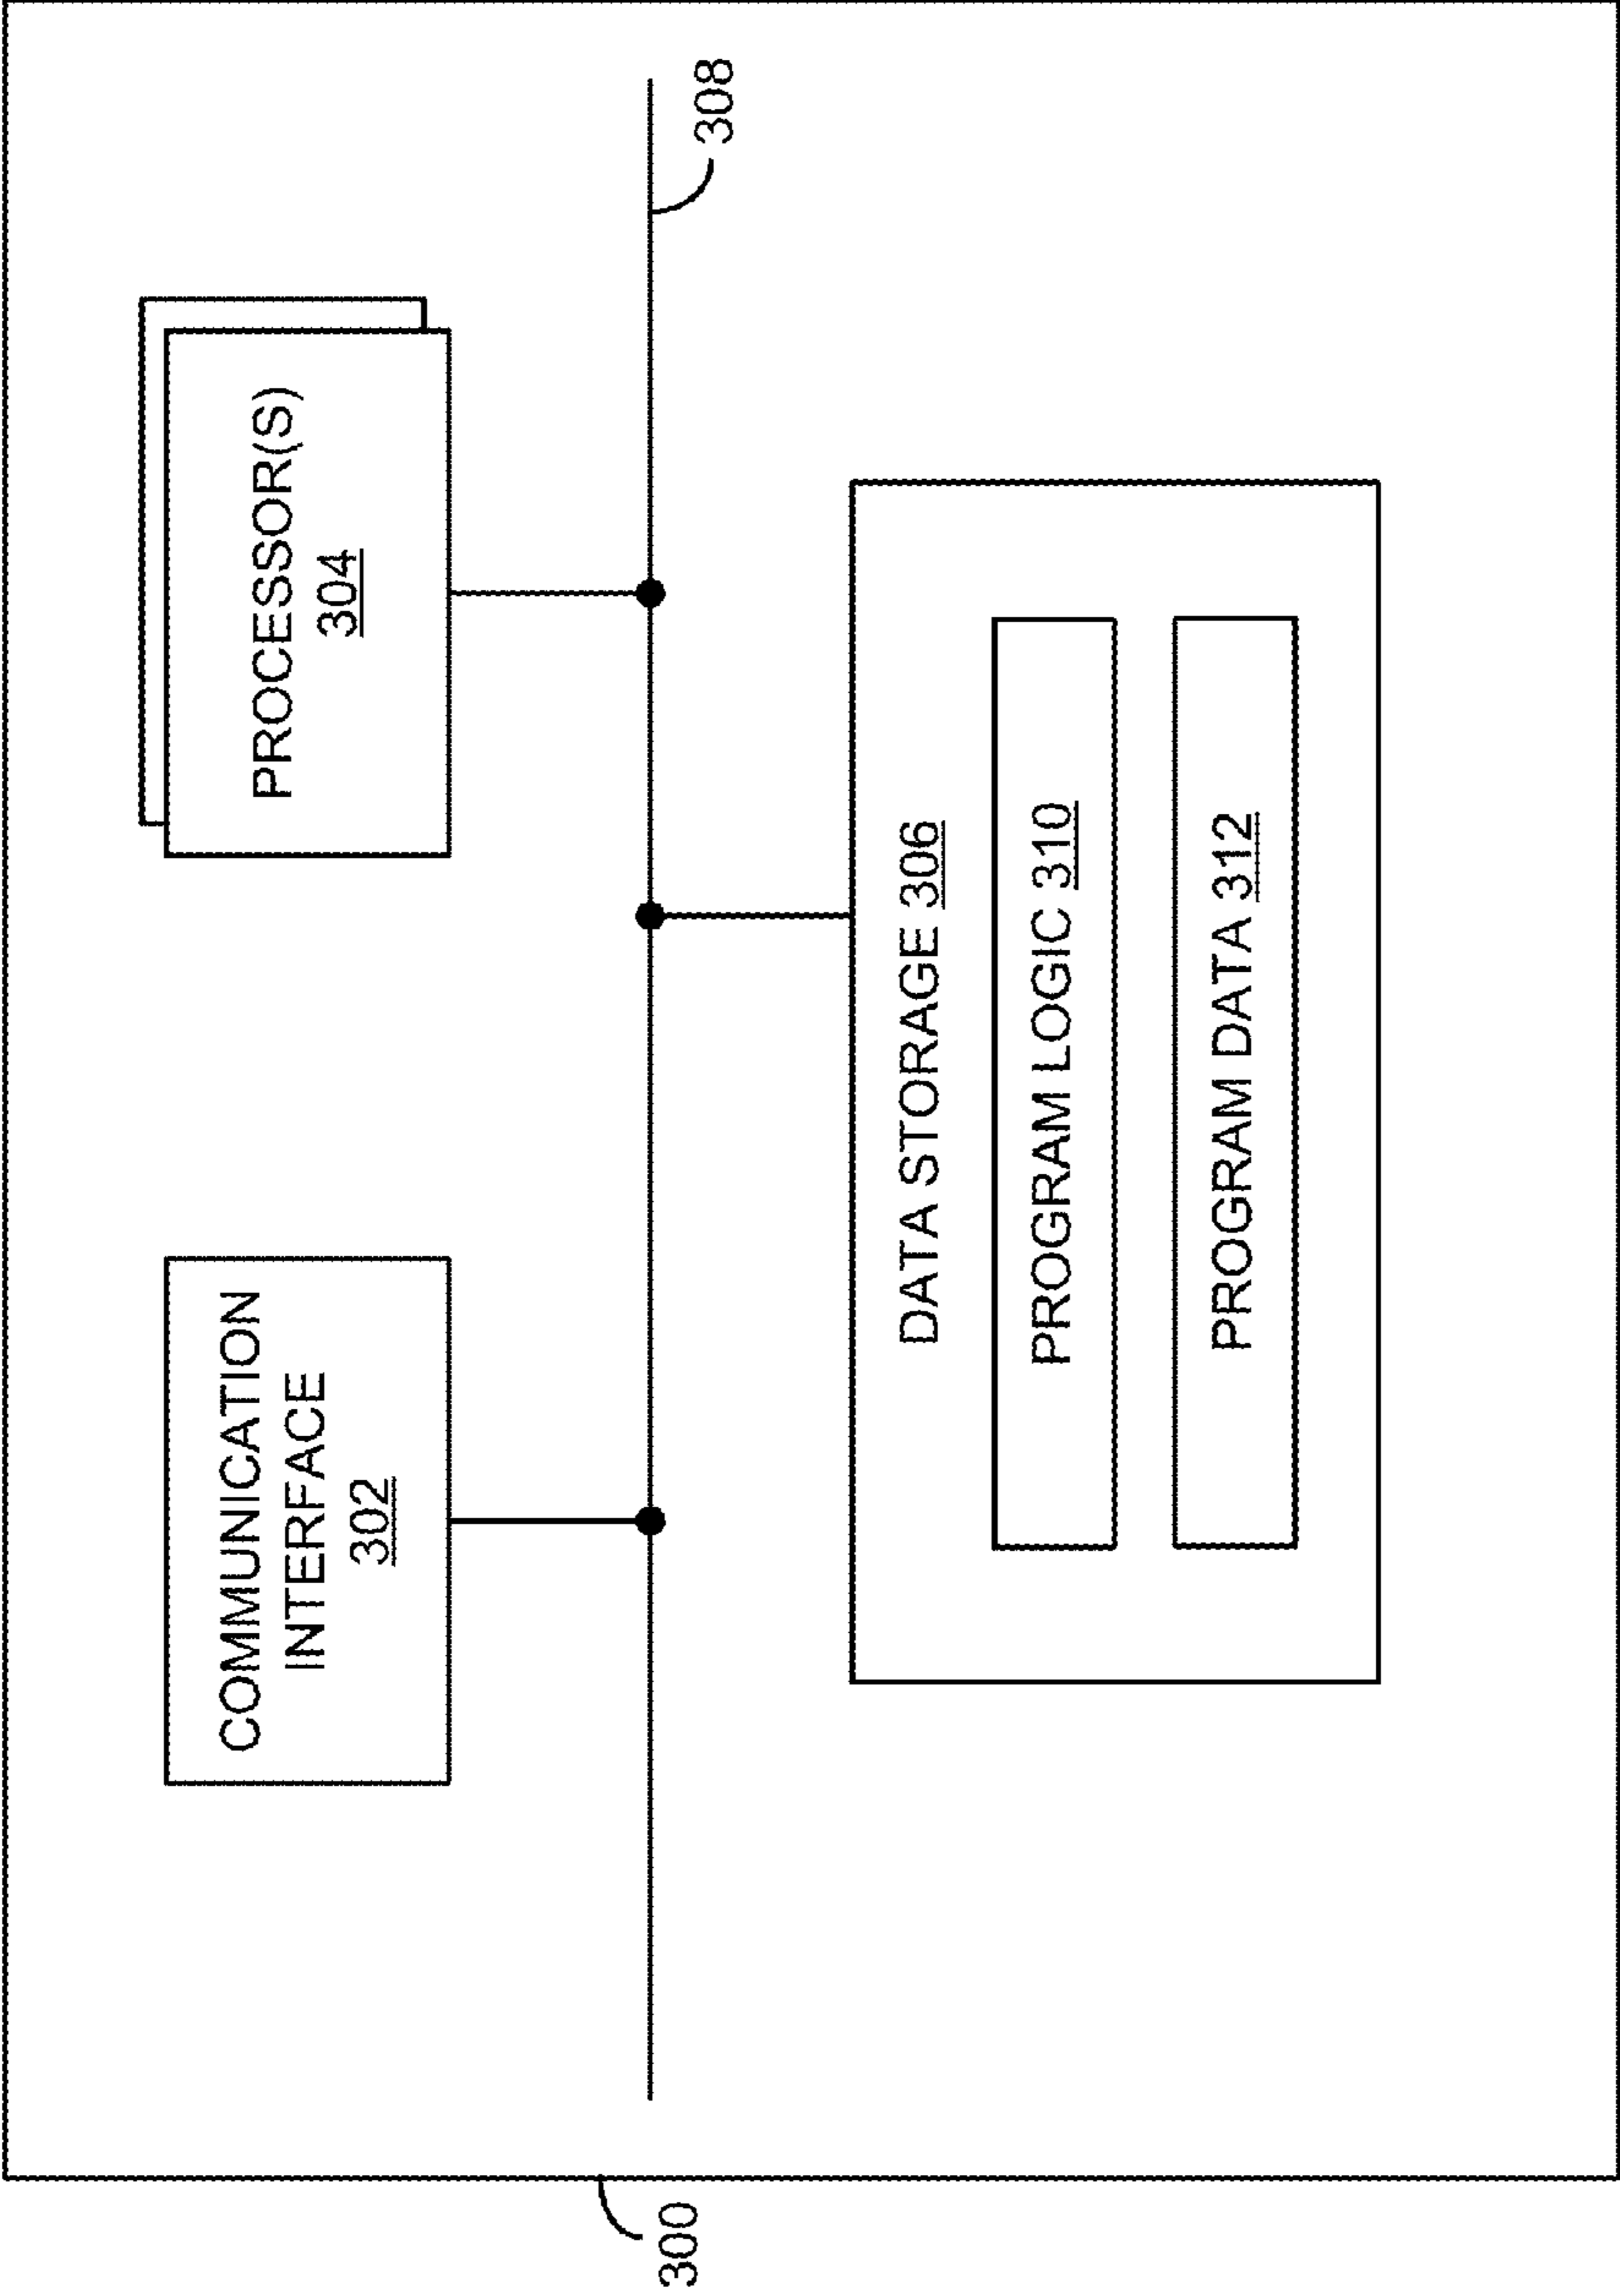 COMMUNICATION
INTERFACE
302
PROCESSOR(S)
304
308
DATA STORAGE 306
PROGRAM LOGIC 310
PROGRAM DATA 312
300